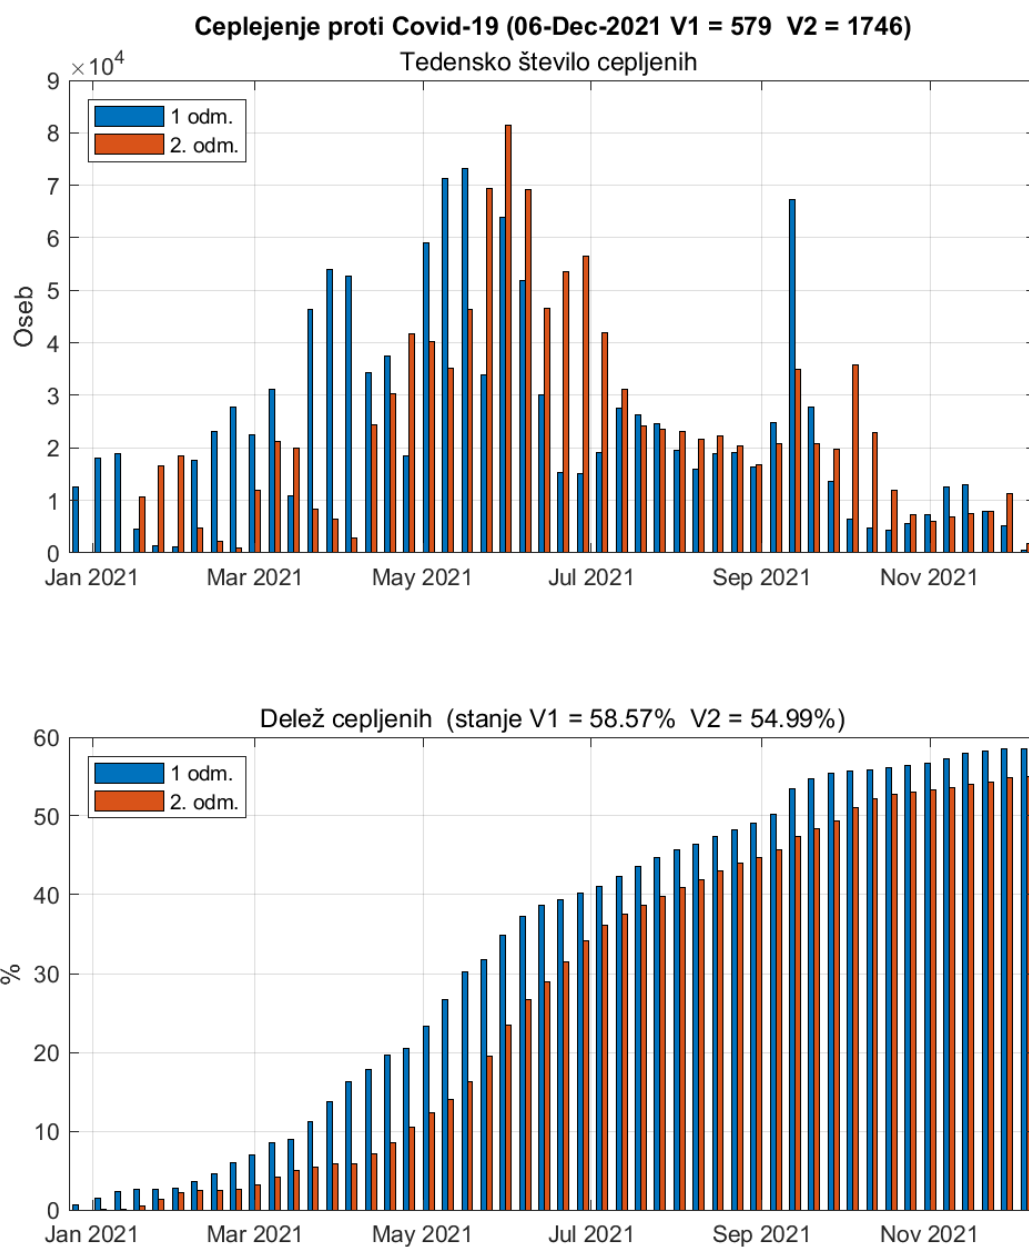 Ceplejenje proti Covid-19 (06-Dec-2021 V1 = 579 V2 = 1746)
×10⁴
Tedensko število cepljenih
1 odm.
2. odm.
9
8
7
6
5
4
3
2
1
0
Oseb
Jan 2021 Mar 2021 May 2021 Jul 2021 Sep 2021 Nov 2021
Delež cepljenih (stanje V1 = 58.57% V2 = 54.99%)
1 odm.
2. odm.
60
50
40
30
20
10
0
%
Jan 2021 Mar 2021 May 2021 Jul 2021 Sep 2021 Nov 2021